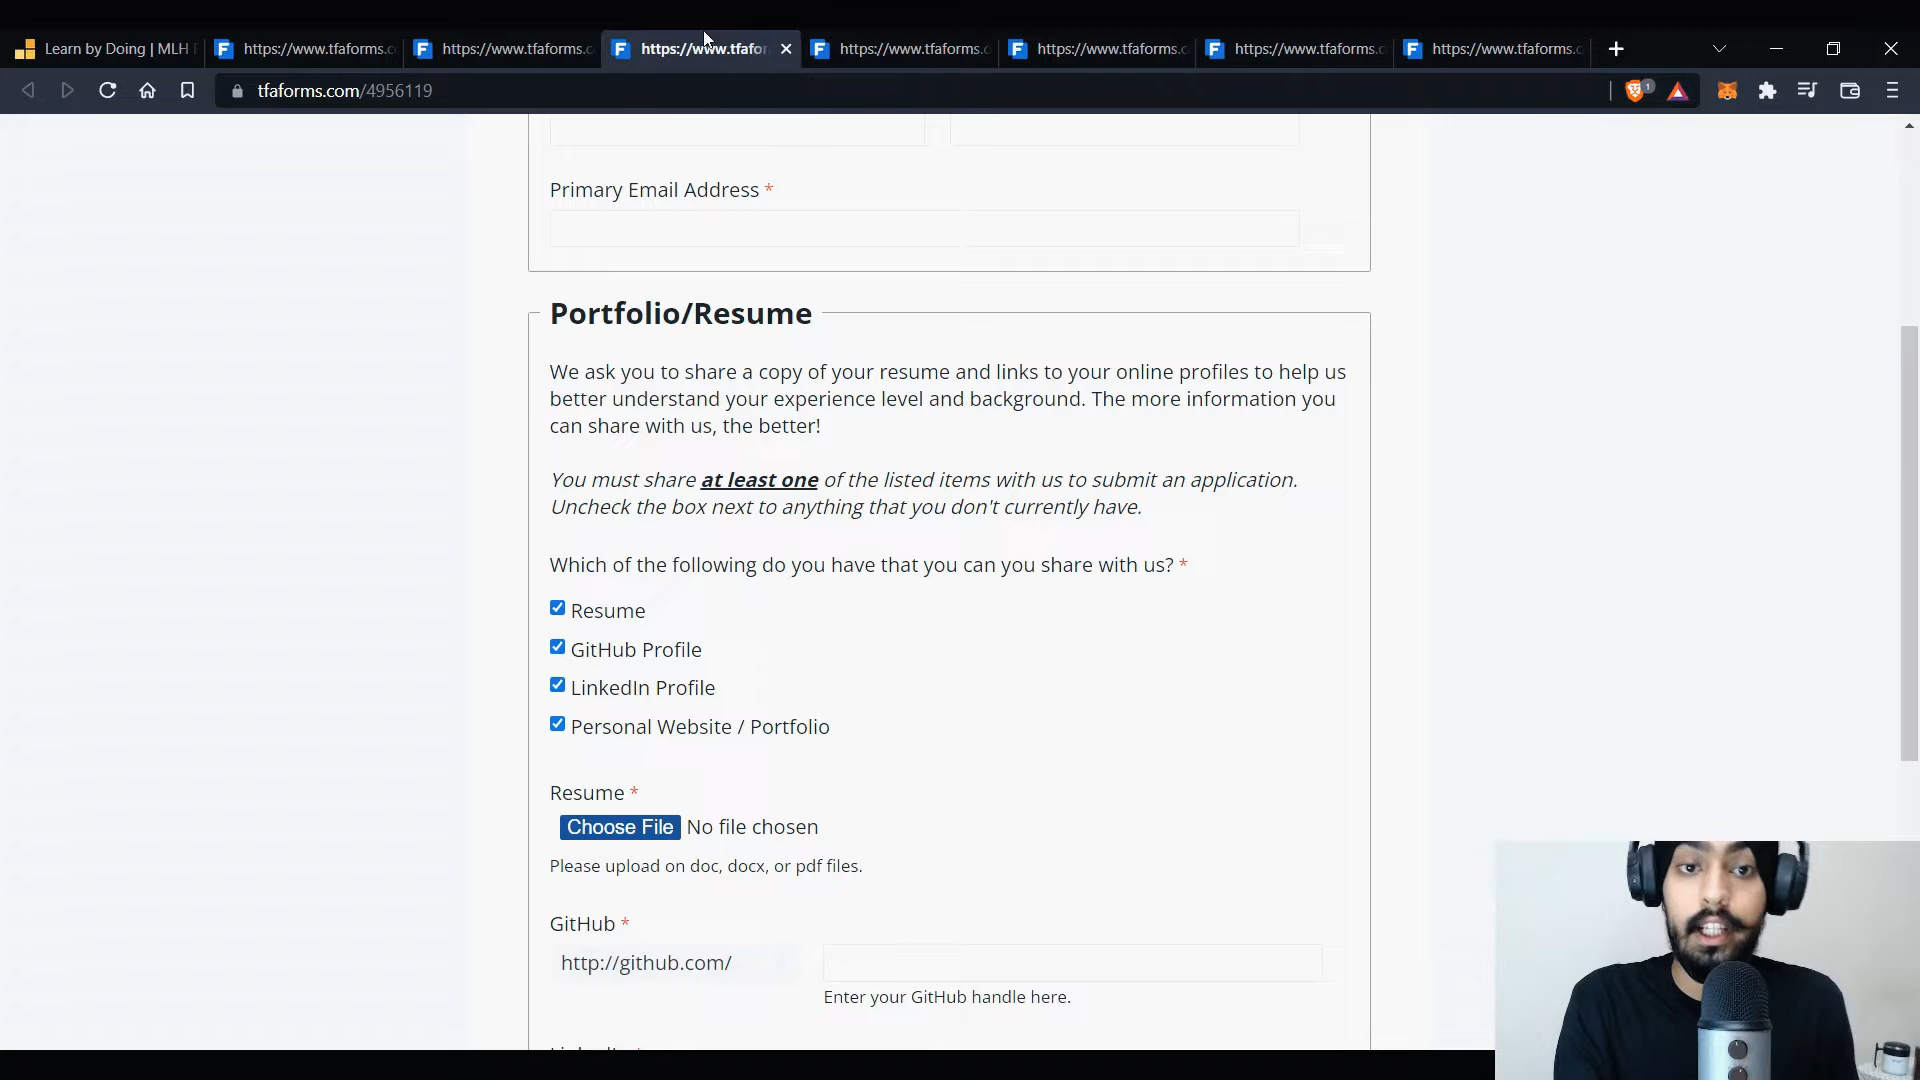 Learn by Doing | MLH F
https://www.tfaforms.c
https://www.tfaforms.c
https://www.tfafor
https://www.tfaforms.c
https://www.tfaforms.c
https://www.tfaforms.c
https://www.tfaforms.c
tfaforms.com/4956119
1
Primary Email Address *
Portfolio/Resume
We ask you to share a copy of your resume and links to your online profiles to help us
better understand your experience level and background. The more information you
can share with us, the better!
You must share at least one of the listed items with us to submit an application.
Uncheck the box next to anything that you don't currently have.
Which of the following do you have that you can you share with us? *
Resume
GitHub Profile
LinkedIn Profile
Personal Website / Portfolio
Resume *
Choose File No file chosen
Please upload on doc, docx, or pdf files.
GitHub *
http://github.com/
Enter your GitHub handle here.